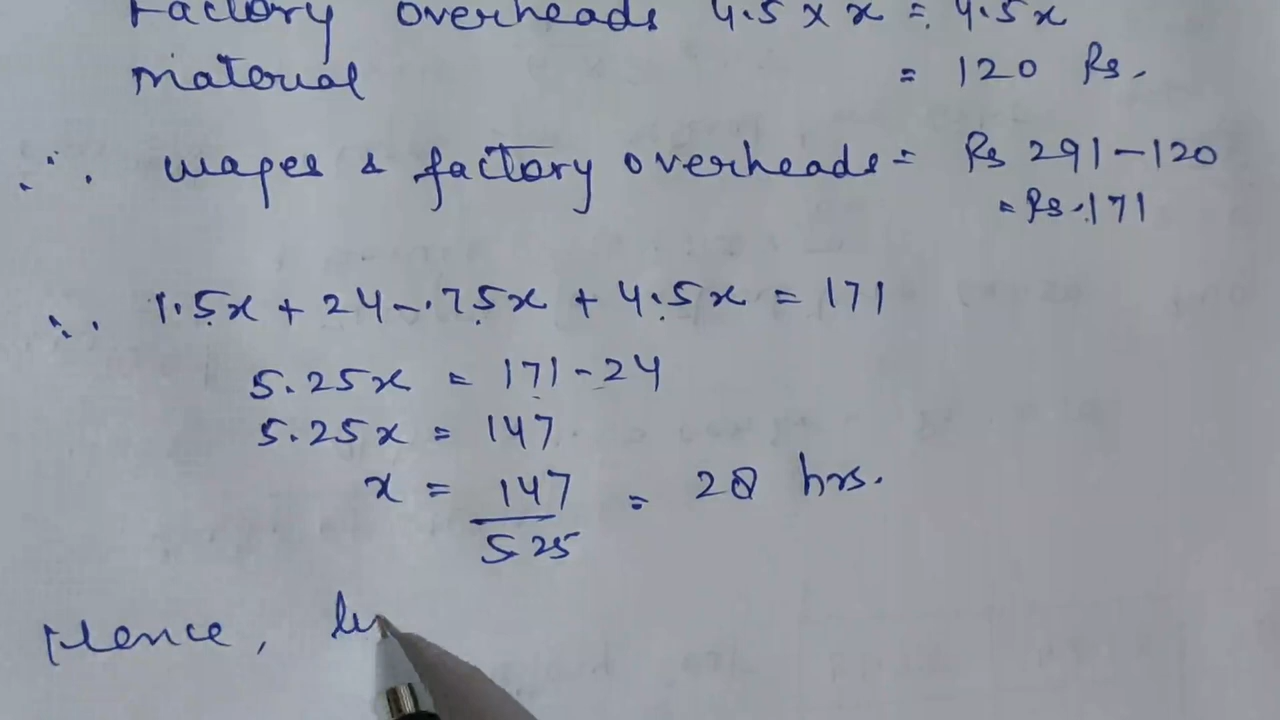 Factory overheads 4.5 x x = 4.5x
Material = 120 Rs.
∴ wages & factory overheads = Rs 291-120
= Rs. 171
∴ 1.5x + 24 - .75x + 4.5x = 171
5.25x = 171-24
5.25x = 147
x = 147/525 = 28 hrs.
Hence,